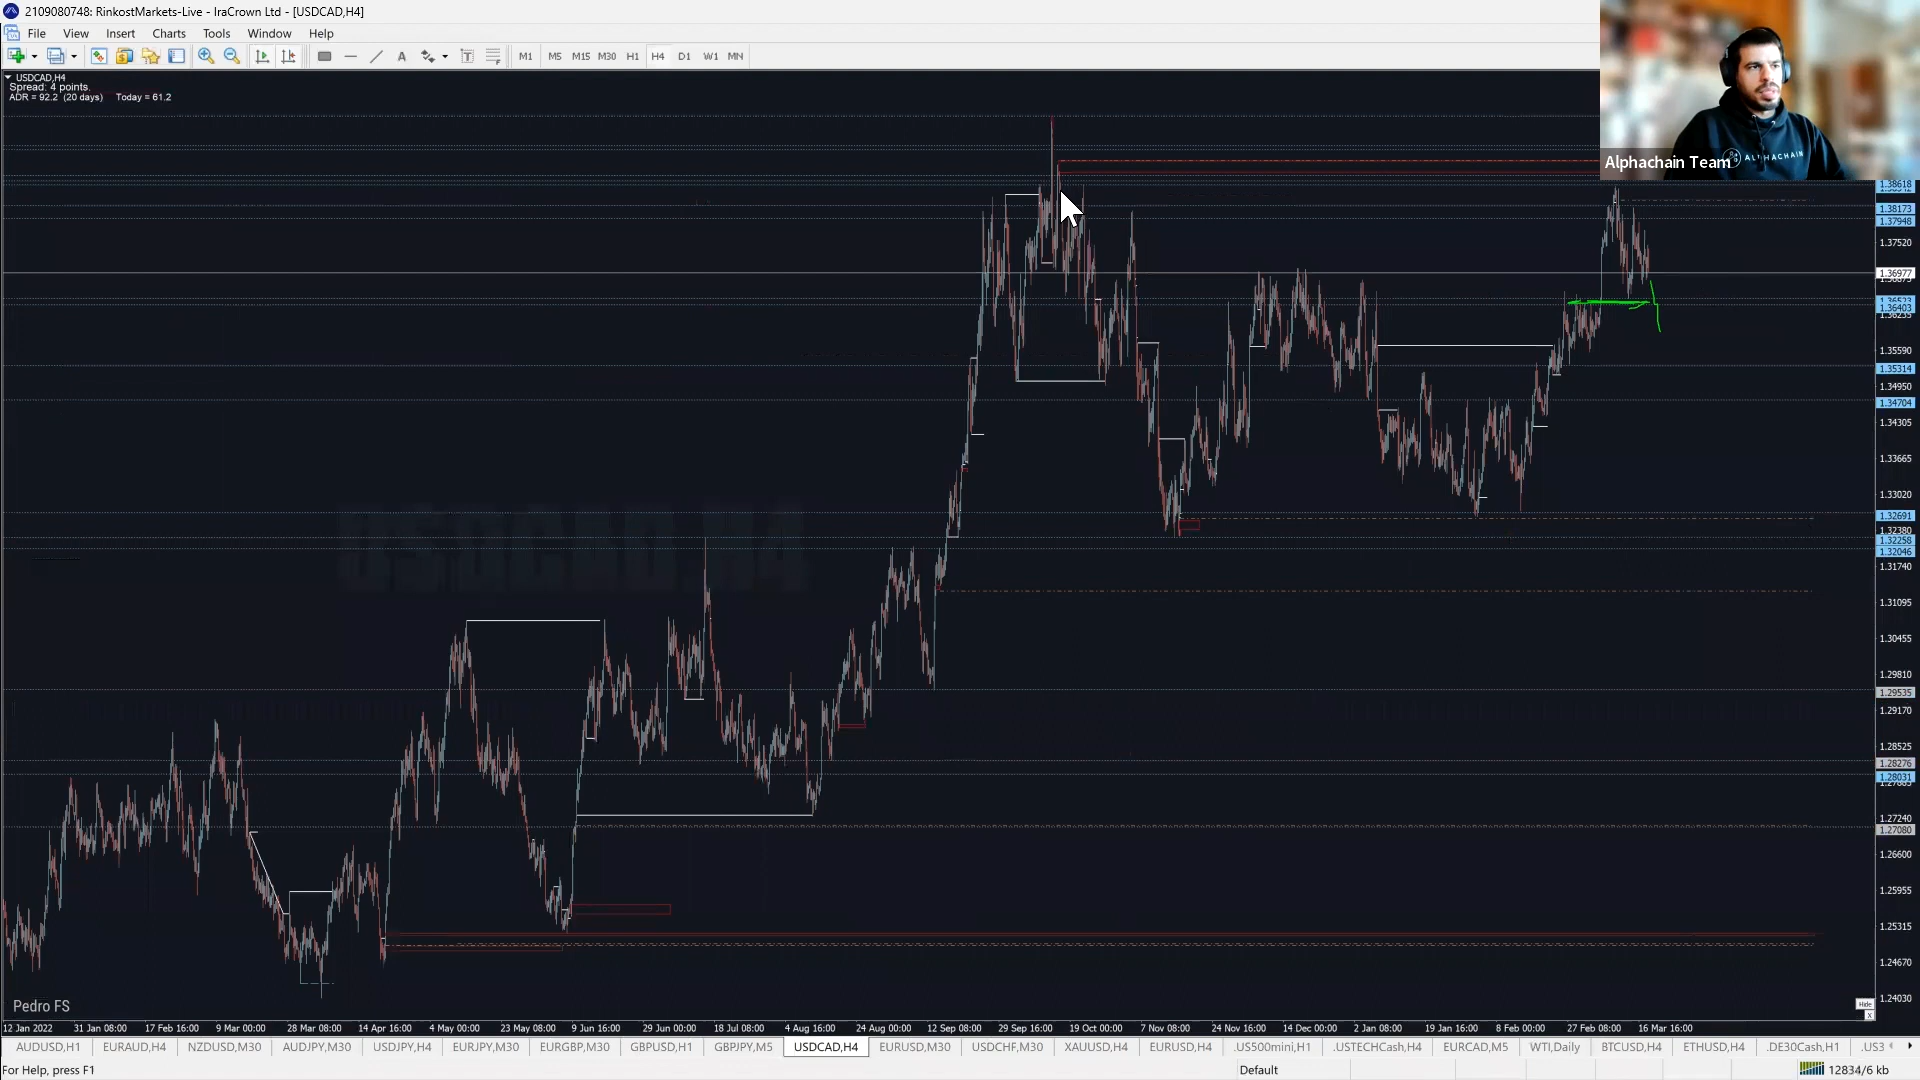 2109080748: RinkostMarkets-Live - IraCrown Ltd - [USDCAD,H4]
File View Insert Charts Tools Window Help
M1 M5 M15 M30 H1 H4 D1 W1 MN
USDCAD,H4
Spread: 4 points.
ADR = 92.2 (20 days) Today = 61.2
ALPHACHAIN
Alphachain Team
1.38618
1.38173
1.37948
1.37520
1.36977
1.36523
1.36403
1.36235
1.35590
1.35314
1.34950
1.34704
1.34305
1.33665
1.33020
1.32691
1.32380
1.32258
1.32046
1.31740
1.31095
1.30455
1.29810
1.29535
1.29170
1.28525
1.28276
1.28031
1.27885
1.27240
1.27080
1.26600
1.25955
1.25315
1.24670
1.24030
USDCAD,H4
Pedro FS
Hide
X
12 Jan 2022 31 Jan 08:00 17 Feb 16:00 9 Mar 00:00 28 Mar 08:00 14 Apr 16:00 4 May 00:00 23 May 08:00 9 Jun 16:00 29 Jun 00:00 18 Jul 08:00 4 Aug 16:00 24 Aug 00:00 12 Sep 08:00 29 Sep 16:00 19 Oct 00:00 7 Nov 08:00 24 Nov 16:00 14 Dec 00:00 2 Jan 08:00 19 Jan 16:00 8 Feb 00:00 27 Feb 08:00 16 Mar 16:00
AUDUSD,H1 EURAUD,H4 NZDUSD,M30 AUDJPY,M30 USDJPY,H4 EURJPY,M30 EURGBP,M30 GBPUSD,H1 GBPJPY,M5 USDCAD,H4 EURUSD,M30 USDCHF,M30 XAUUSD,H4 EURUSD,H4 .US500mini,H1 .USTECHCash,H4 EURCAD,M5 WTI,Daily BTCUSD,H4 ETHUSD,H4 .DE30Cash,H1 .US3
For Help, press F1 Default 12834/6 kb